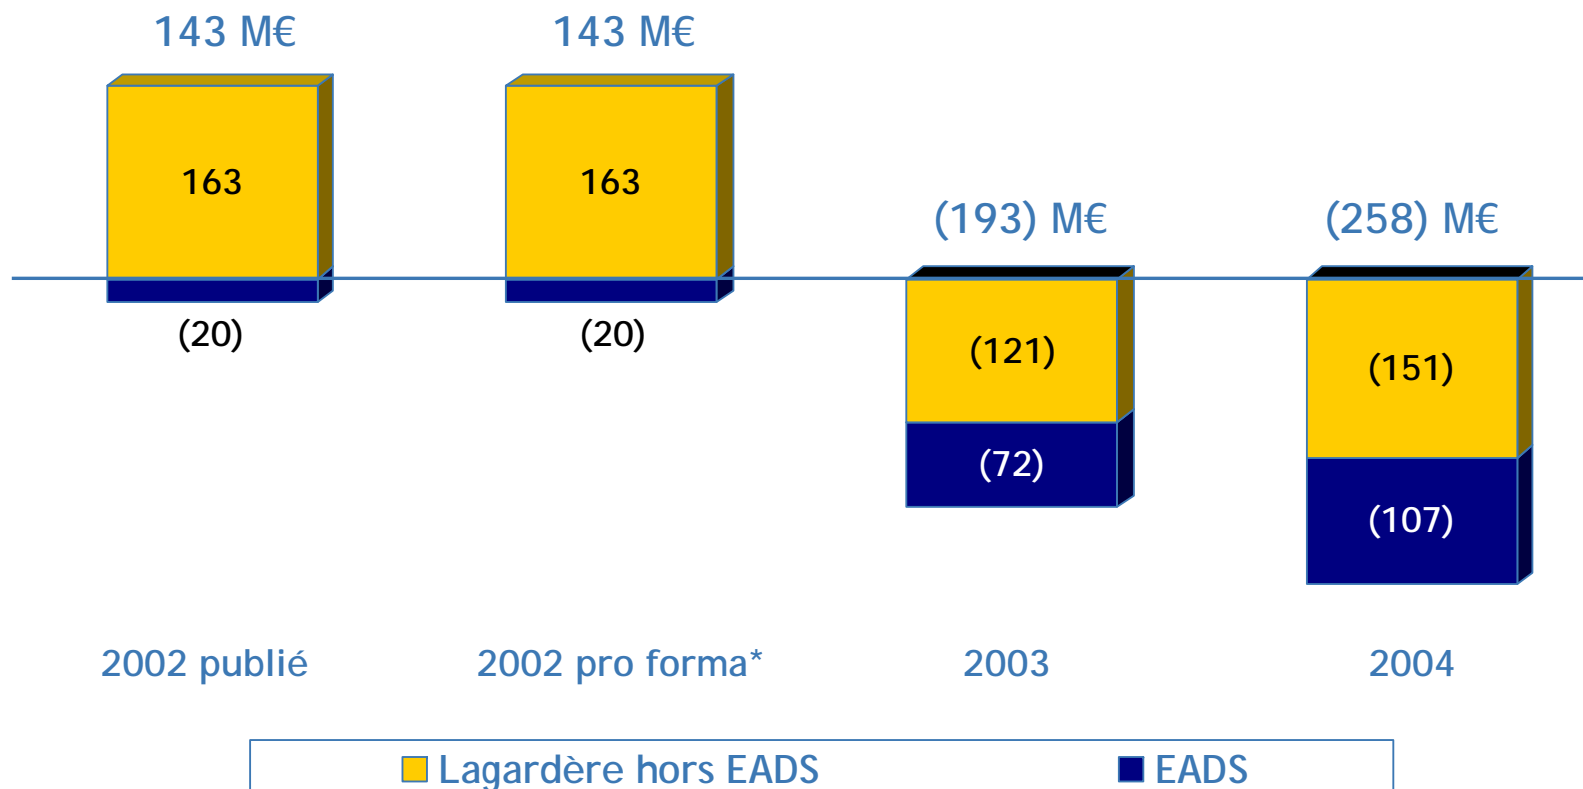 143 M€ 143 M€
163 163
(193) M€ (258) M€
(20) (20)
(121) (151)
(72) (107)
2002 publié 2002 pro forma* 2003 2004
Lagardère hors EADS EADS